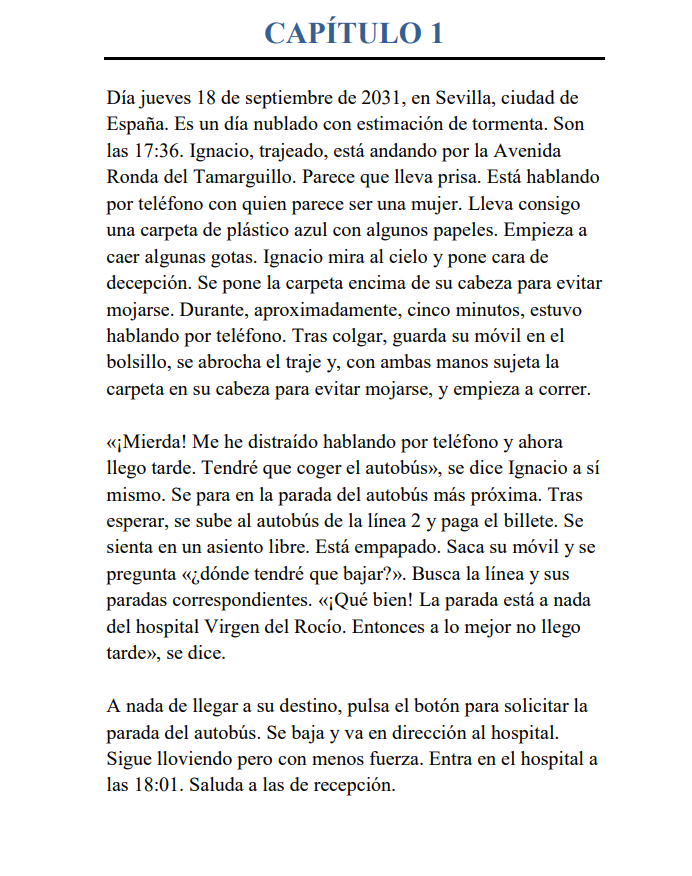 CAPÍTULO 1
Día jueves 18 de septiembre de 2031, en Sevilla, ciudad de
España. Es un día nublado con estimación de tormenta. Son
las 17:36. Ignacio, trajeado, está andando por la Avenida
Ronda del Tamarguillo. Parece que lleva prisa. Está hablando
por teléfono con quien parece ser una mujer. Lleva consigo
una carpeta de plástico azul con algunos papeles. Empieza a
caer algunas gotas. Ignacio mira al cielo y pone cara de
decepción. Se pone la carpeta encima de su cabeza para evitar
mojarse. Durante, aproximadamente, cinco minutos, estuvo
hablando por teléfono. Tras colgar, guarda su móvil en el
bolsillo, se abrocha el traje y, con ambas manos sujeta la
carpeta en su cabeza para evitar mojarse, y empieza a correr.
«¡Mierda! Me he distraído hablando por teléfono y ahora
llego tarde. Tendré que coger el autobús», se dice Ignacio a sí
mismo. Se para en la parada del autobús más próxima. Tras
esperar, se sube al autobús de la línea 2 y paga el billete. Se
sienta en un asiento libre. Está empapado. Saca su móvil y se
pregunta «¿dónde tendré que bajar?». Busca la línea y sus
paradas correspondientes. «¡Qué bien! La parada está a nada
del hospital Virgen del Rocío. Entonces a lo mejor no llego
tarde», se dice.
A nada de llegar a su destino, pulsa el botón para solicitar la
parada del autobús. Se baja y va en dirección al hospital.
Sigue lloviendo pero con menos fuerza. Entra en el hospital a
las 18:01. Saluda a las de recepción.